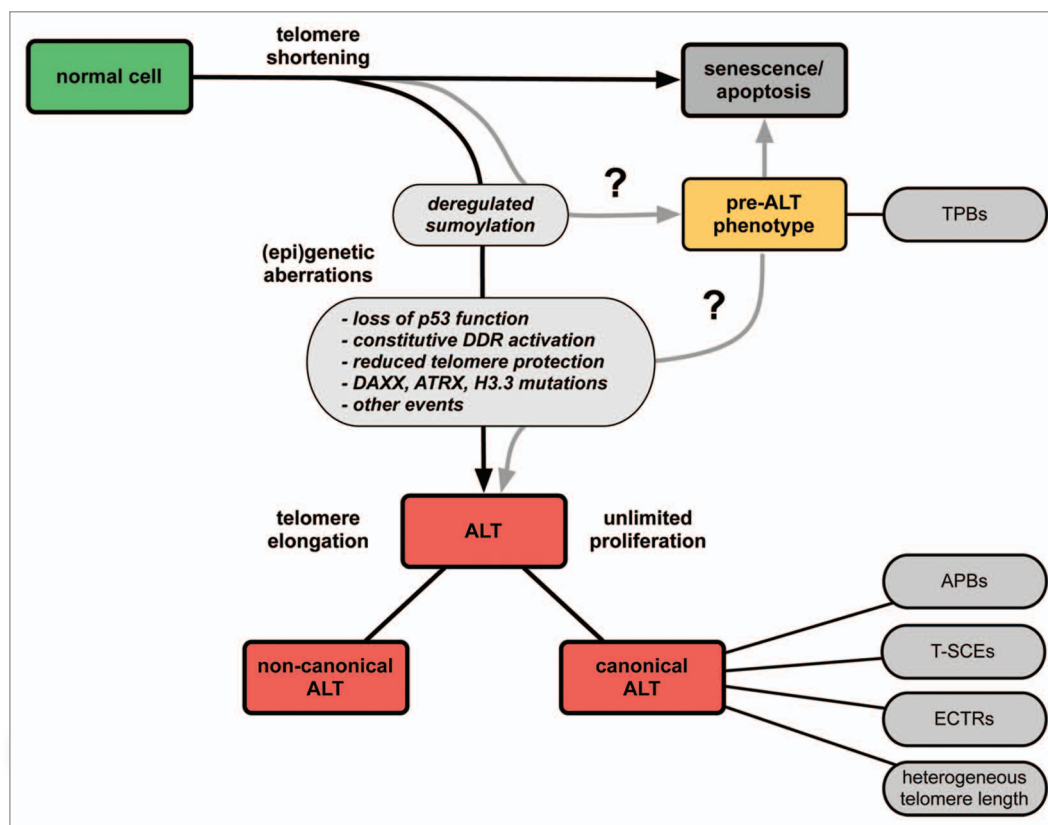 telomere
shortening
normal cell
senescence/
apoptosis
?
deregulated
sumoylation
pre-ALT
phenotype
TPBs
(epi)genetic
aberrations
?
- loss of p53 function
- constitutive DDR activation
- reduced telomere protection
- DAXX, ATRX, H3.3 mutations
- other events
telomere
elongation
ALT
unlimited
proliferation
non-canonical
ALT
canonical
ALT
APBs
T-SCEs
ECTRs
heterogeneous
telomere length